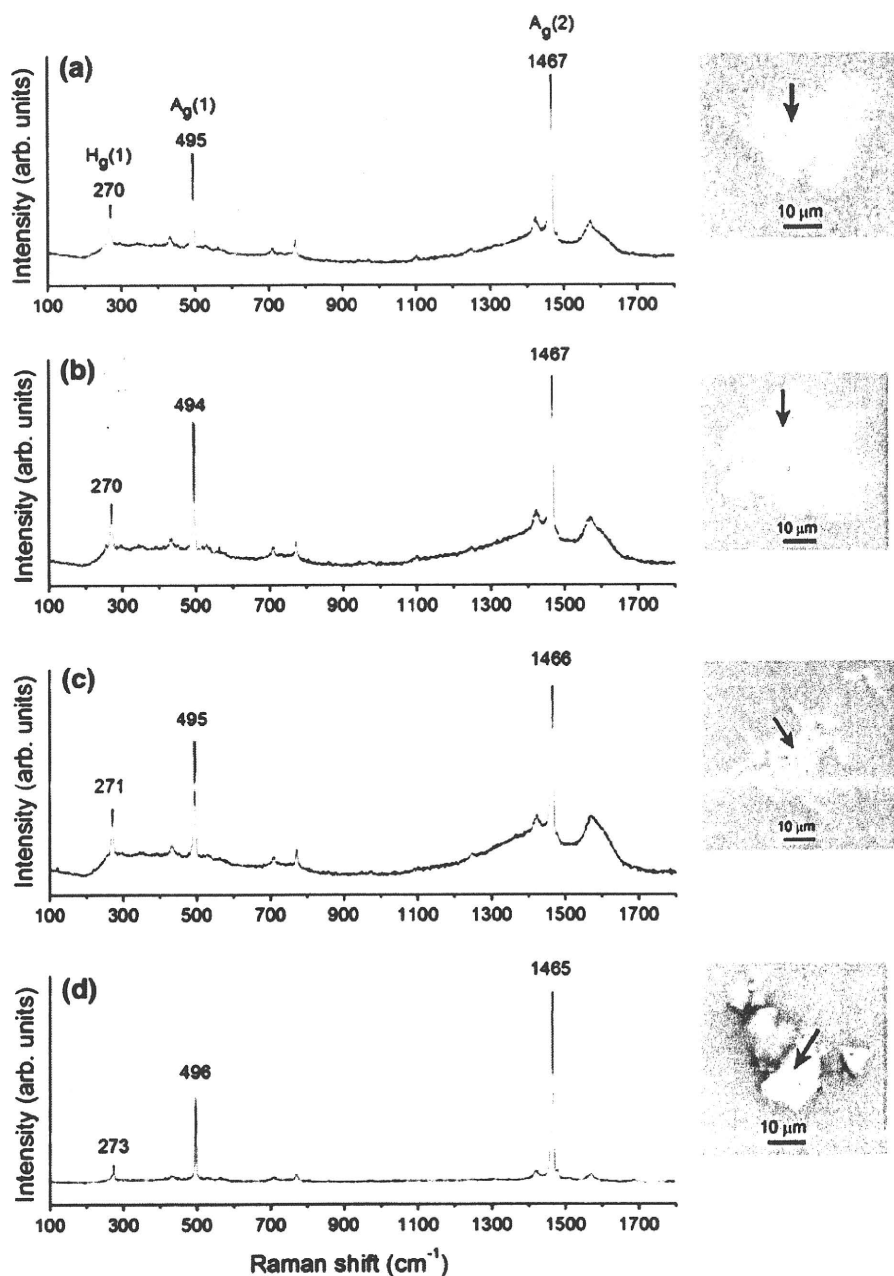 A_g(2)
(a)
1467
A_g(1)
495
H_g(1)
270
Intensity (arb. units)
10 μm
100 300 500 700 900 1100 1300 1500 1700
(b)
1467
494
270
Intensity (arb. units)
10 μm
100 300 500 700 900 1100 1300 1500 1700
(c)
1466
495
271
Intensity (arb. units)
10 μm
100 300 500 700 900 1100 1300 1500 1700
(d)
1465
496
273
Intensity (arb. units)
10 μm
100 300 500 700 900 1100 1300 1500 1700
Raman shift (cm⁻¹)